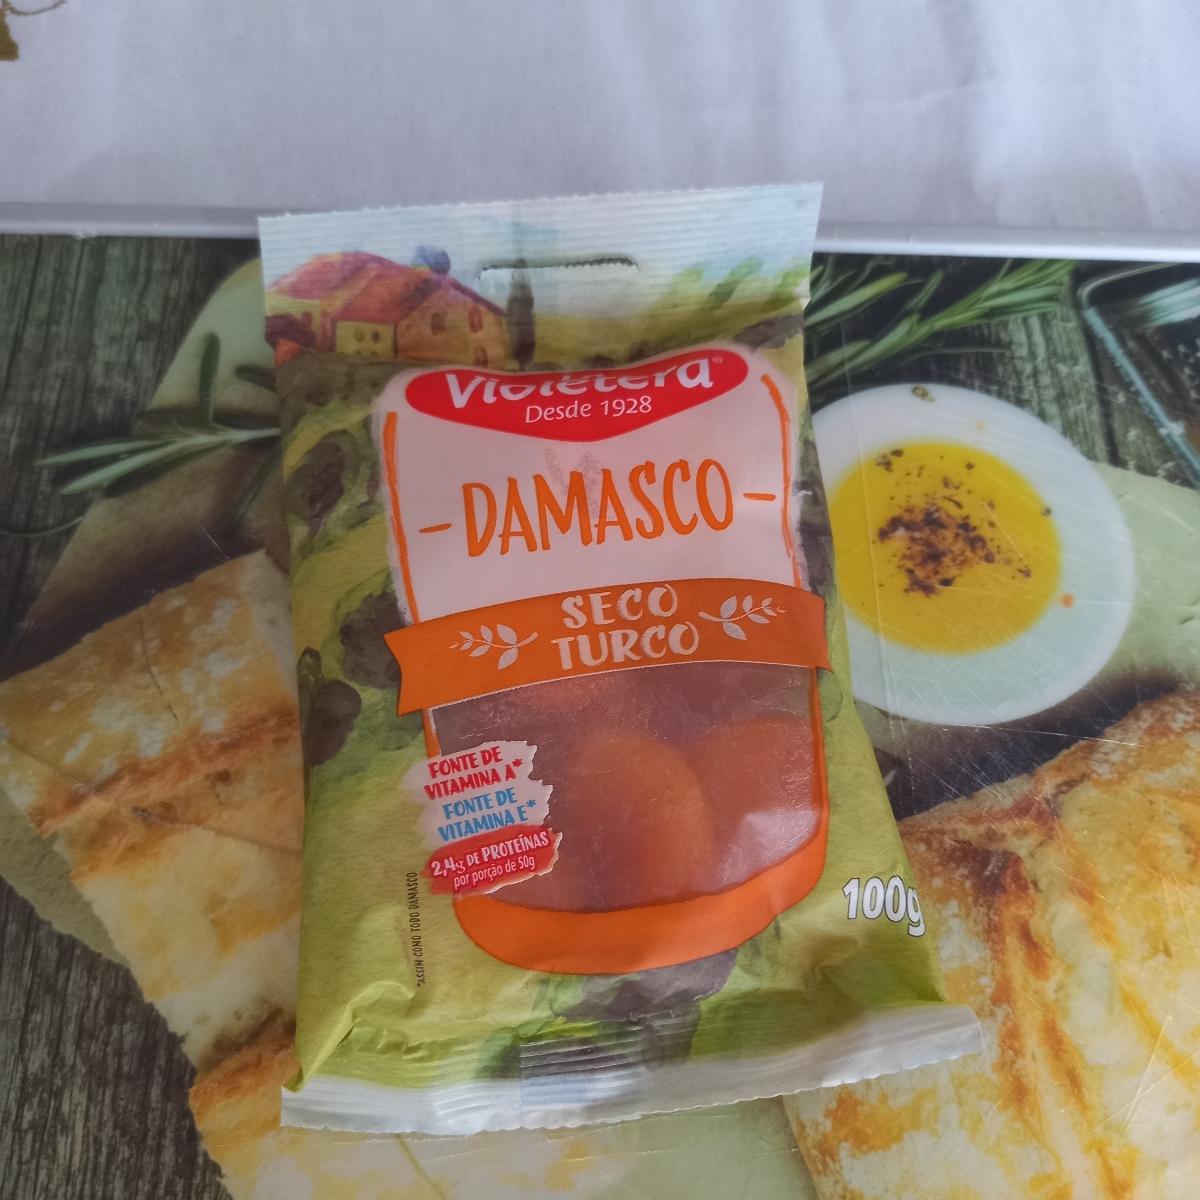 Violetera®
Desde 1928
- DAMASCO -
SECO
TURCO
FONTE DE
VITAMINA A*
FONTE DE
VITAMINA E*
2,4g DE PROTEÍNAS
por porção de 50g
*ASSIM COMO TODO DAMASCO
100g